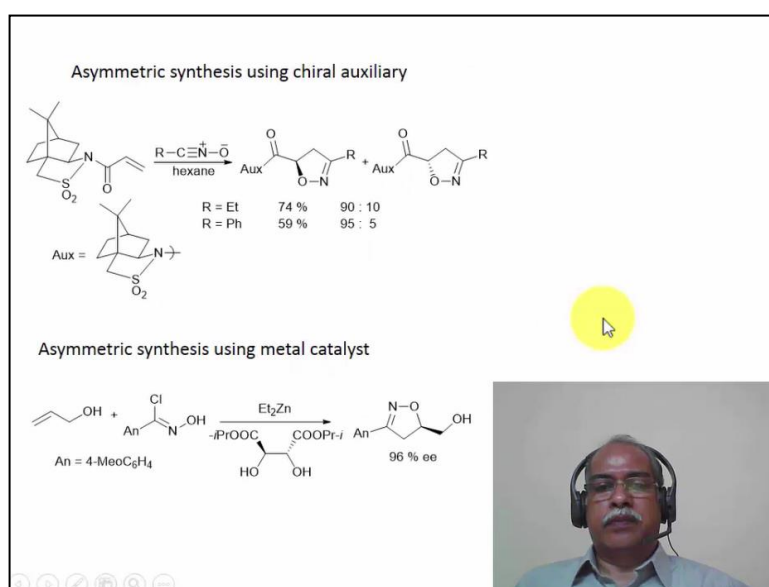 Asymmetric synthesis using chiral auxiliary
N
R−C≡N⁺−O⁻
hexane
S
O₂
O
O
Aux
O−N
R
+
O
Aux
O−N
R
R = Et 74 % 90 : 10
R = Ph 59 % 95 : 5
Aux =
N
S
O₂
Asymmetric synthesis using metal catalyst
OH
+
Cl
An
N
OH
Et₂Zn
-iPrOOC
COOPr-i
HO
OH
N−O
An
OH
An = 4-MeoC₆H₄
96 % ee